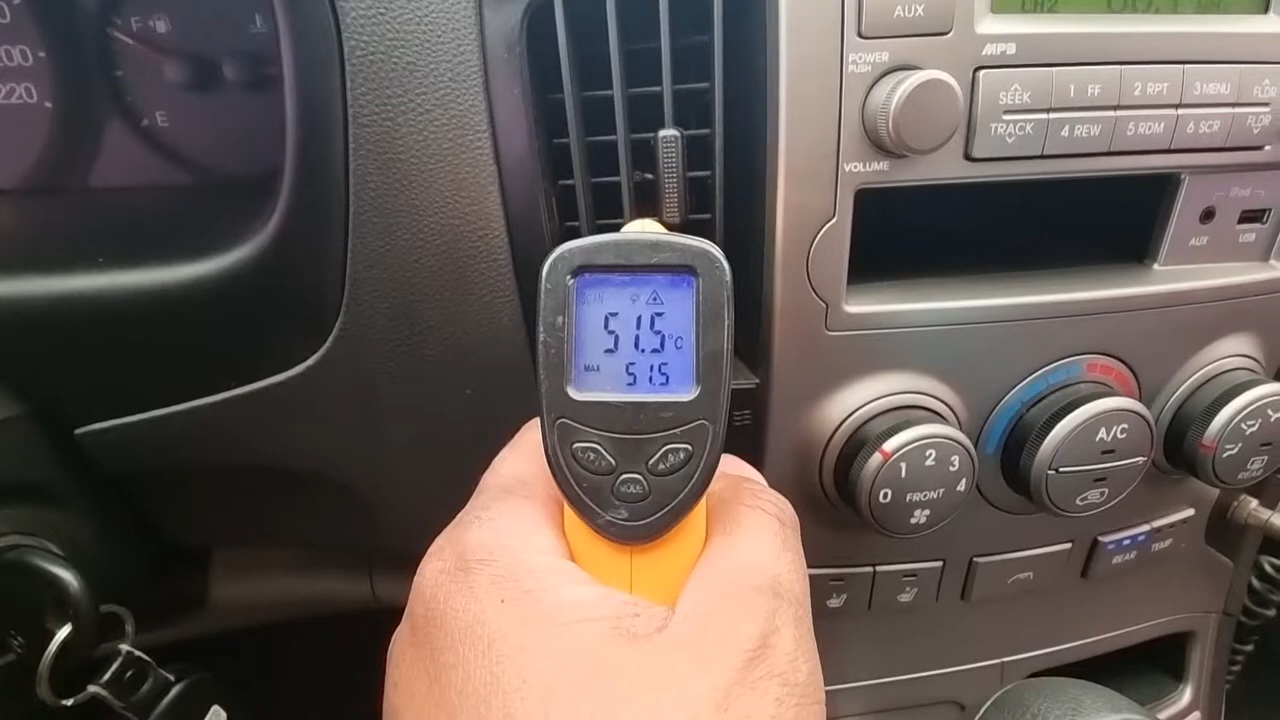 200
220
F
E
SCAN
51.5°C
MAX 51.5
MODE
AUX
CH2
MP3
POWER
PUSH
VOLUME
SEEK
TRACK
1 FF
2 RPT
3 MENU
FLDR
4 REW
5 RDM
6 SCR
FLDR
iPod
AUX
USB
0 1 2 3 4
FRONT
A/C
REAR
REAR
TEMP